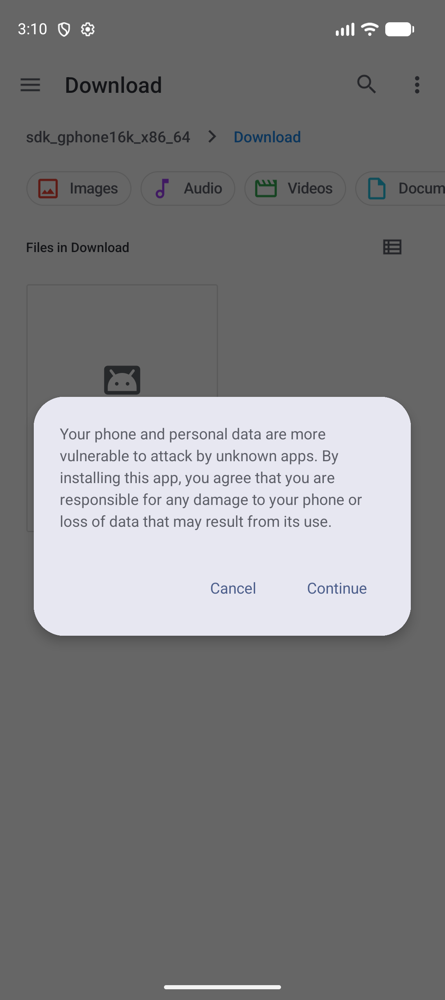 3:10
Download
sdk_gphone16k_x86_64 Download
Images Audio Videos Docum
Files in Download
Your phone and personal data are more
vulnerable to attack by unknown apps. By
installing this app, you agree that you are
responsible for any damage to your phone or
loss of data that may result from its use.
Cancel Continue